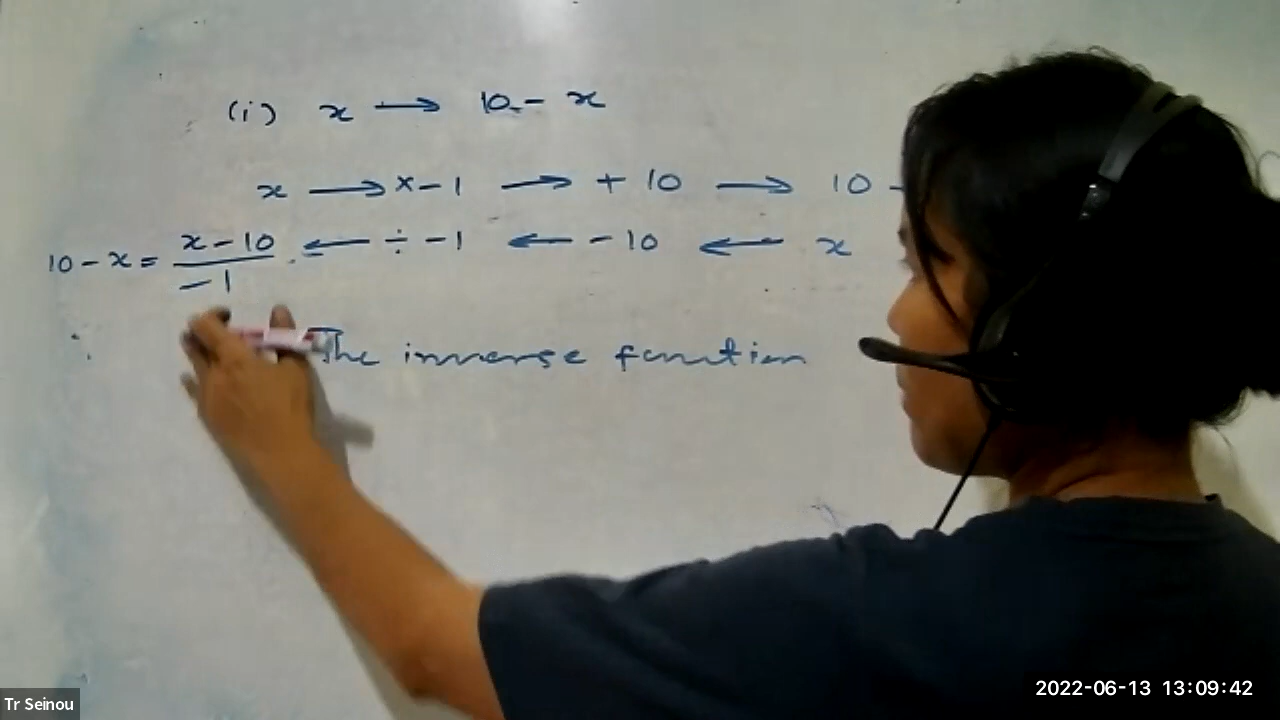 (i) x → 10 - x
x → x - 1 → + 10 → 10 -
10 - x = x - 10 / - 1 ← ÷ - 1 ← - 10 ← x
The inverse function
Tr Seinou
2022-06-13 13:09:42